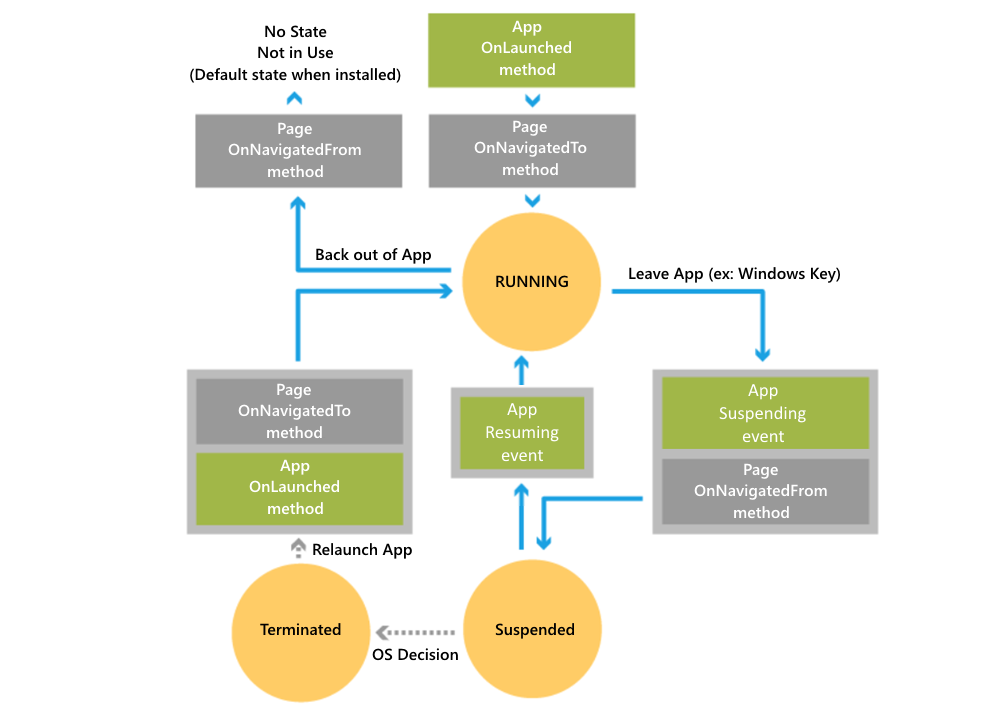 No State
Not in Use
(Default state when installed)
App
OnLaunched
method
Page
OnNavigatedFrom
method
Page
OnNavigatedTo
method
Back out of App
RUNNING
Leave App (ex: Windows Key)
Page
OnNavigatedTo
method
App
OnLaunched
method
App
Resuming
event
App
Suspending
event
Page
OnNavigatedFrom
method
Relaunch App
Terminated
Suspended
OS Decision